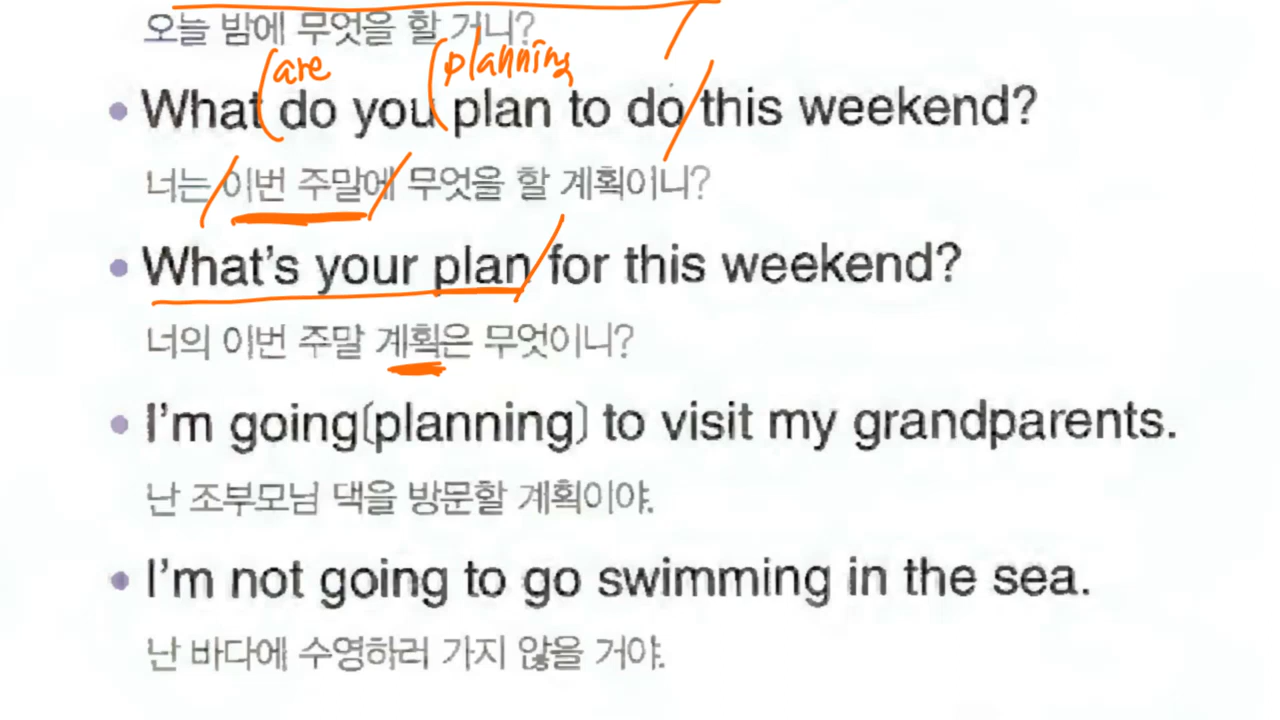 오늘 밤에 무엇을 할 거니?
(are (planning
• What do you plan to do this weekend?
너는 이번 주말에 무엇을 할 계획이니?
• What's your plan for this weekend?
너의 이번 주말 계획은 무엇이니?
• I'm going(planning) to visit my grandparents.
난 조부모님 댁을 방문할 계획이야.
• I'm not going to go swimming in the sea.
난 바다에 수영하러 가지 않을 거야.